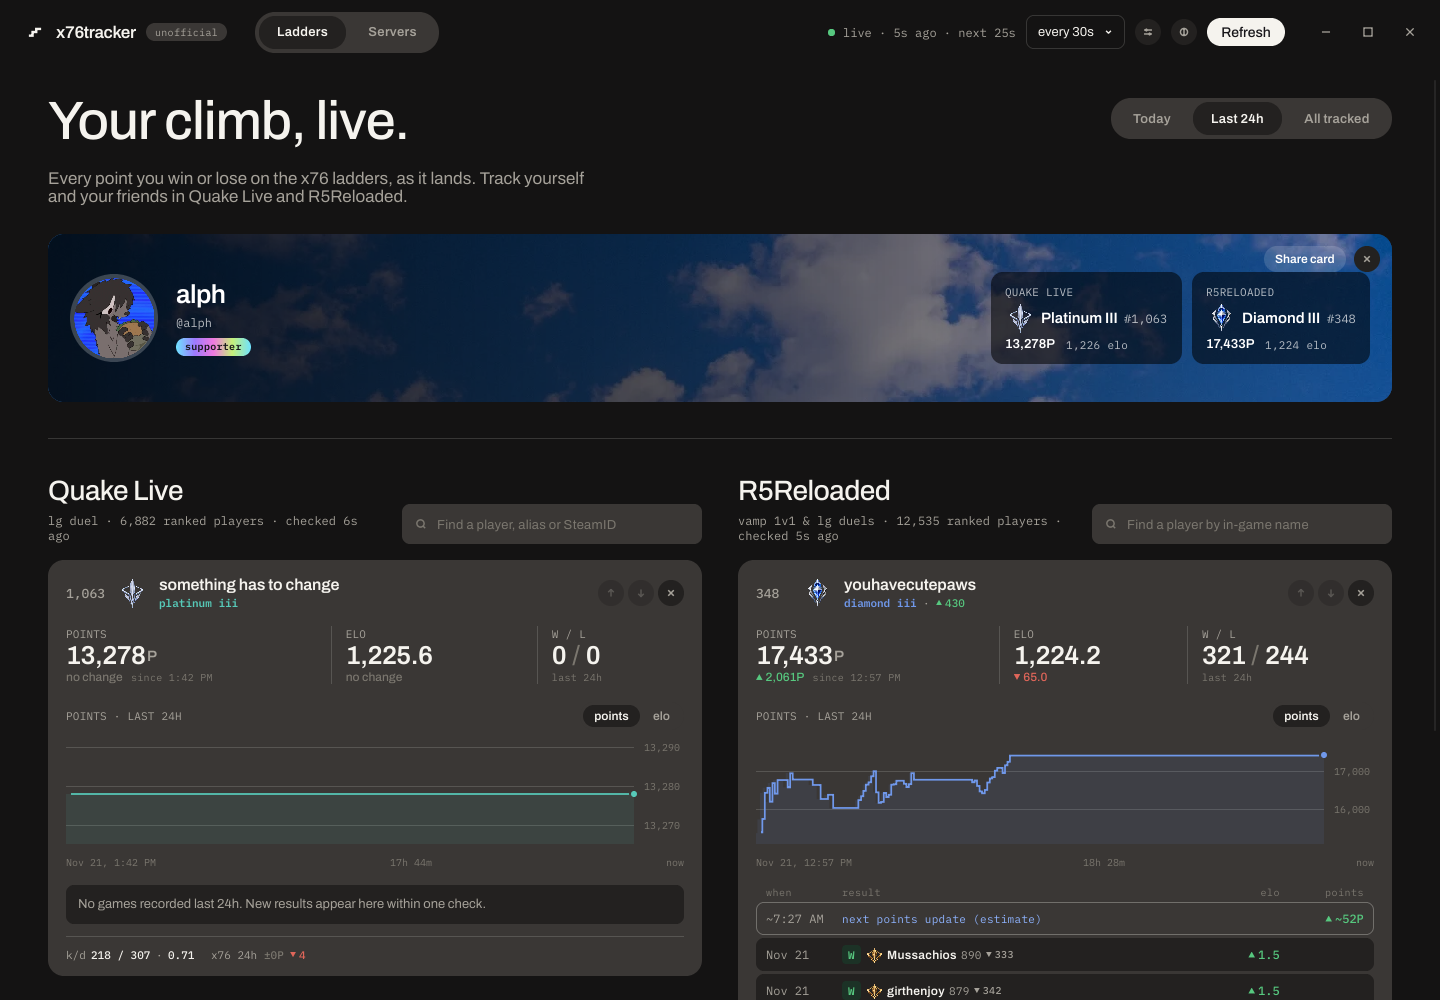 x76tracker unofficial Ladders Servers live · 5s ago · next 25s every 30s Refresh
Your climb, live.
Today Last 24h All tracked
Every point you win or lose on the x76 ladders, as it lands. Track yourself
and your friends in Quake Live and R5Reloaded.
Share card
alph
@alph
supporter
QUAKE LIVE
Platinum III #1,063
13,278P 1,226 elo
R5RELOADED
Diamond III #348
17,433P 1,224 elo
Quake Live
lg duel · 6,882 ranked players · checked 6s
ago
Find a player, alias or SteamID
1,063 something has to change
platinum iii
POINTS
13,278P
no change since 1:42 PM
ELO
1,225.6
no change
W / L
0 / 0
last 24h
POINTS · LAST 24H points elo
13,290
13,280
13,270
Nov 21, 1:42 PM 17h 44m now
No games recorded last 24h. New results appear here within one check.
k/d 218 / 307 · 0.71 x76 24h ±0P ▼4
R5Reloaded
vamp 1v1 & lg duels · 12,535 ranked players ·
checked 5s ago
Find a player by in-game name
348 youhavecutepaws
diamond iii · ▲430
POINTS
17,433P
▲2,061P since 12:57 PM
ELO
1,224.2
▼65.0
W / L
321 / 244
last 24h
POINTS · LAST 24H points elo
17,000
16,000
Nov 21, 12:57 PM 18h 28m now
when result elo points
~7:27 AM next points update (estimate) ▲~52P
Nov 21 W Mussachios 890 ▼333 ▲1.5
Nov 21 W girthenjoy 879 ▼342 ▲1.5